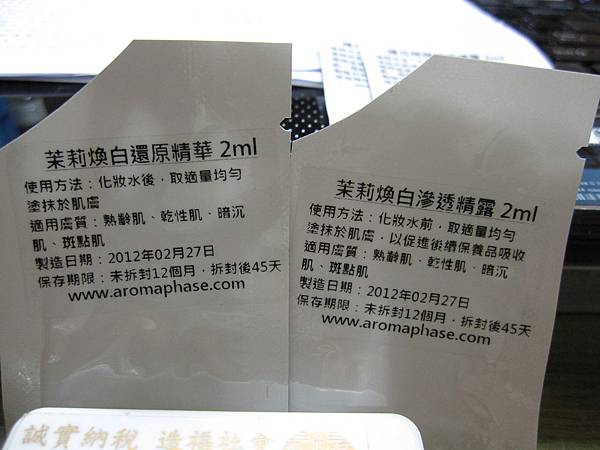 茉莉煥白還原精華 2ml
使用方法：化妝水後，取適量均勻
塗抹於肌膚
適用膚質：熟齡肌、乾性肌、暗沉
肌、斑點肌
製造日期：2012年02月27日
保存期限：未拆封12個月，拆封後45天
www.aromaphase.com
茉莉煥白滲透精露 2ml
使用方法：化妝水前，取適量均勻
塗抹於肌膚，以促進後續保養品吸收
適用膚質：熟齡肌、乾性肌、暗沉
肌、斑點肌
製造日期：2012年02月27日
保存期限：未拆封12個月，拆封後45天
www.aromaphase.com
誠實納稅 造福社會